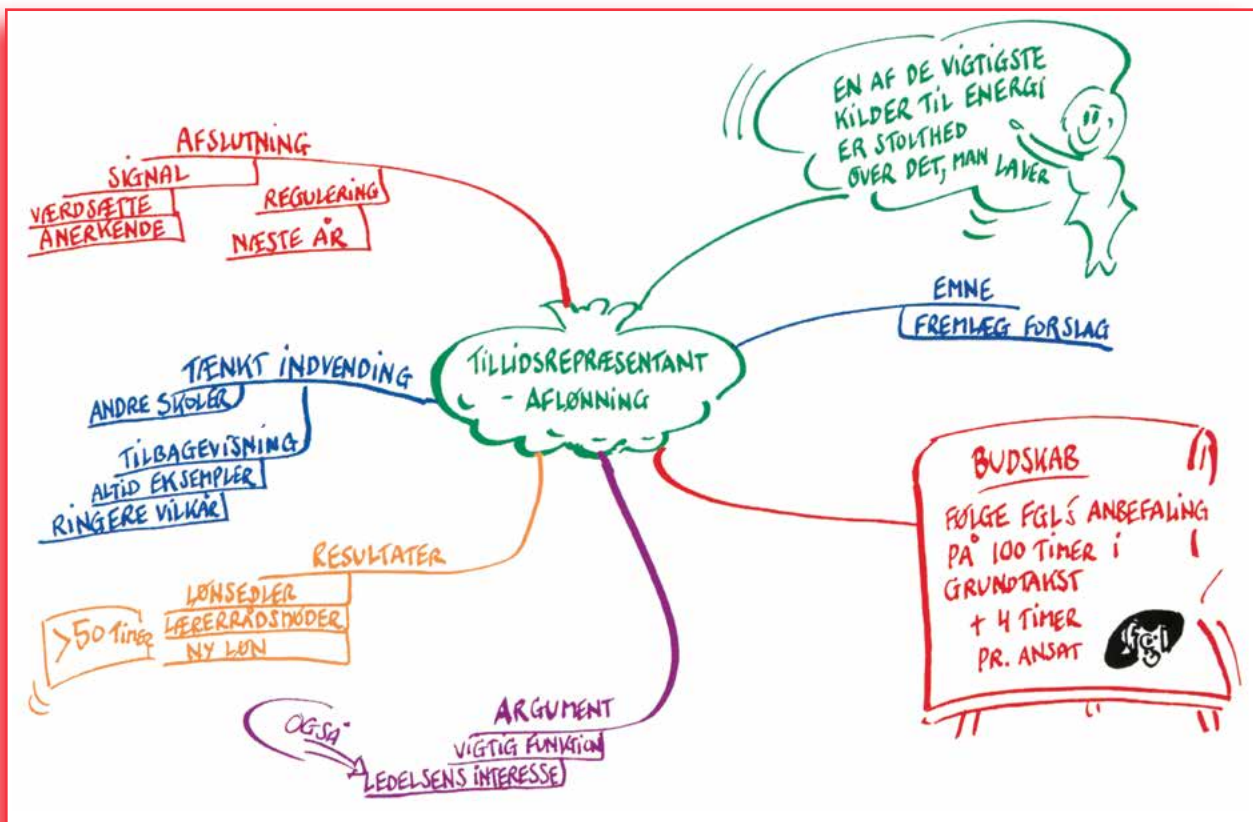 TILLIDSREPRÆSENTANT
- AFLØNNING
EN AF DE VIGTIGSTE
KILDER TIL ENERGI
ER STOLTHED
OVER DET, MAN LAVER
EMNE
FREMLÆG FORSLAG
BUDSKAB
FØLGE FGL'S ANBEFALING
PÅ 100 TIMER I
GRUNDTAKST
+ 4 TIMER
PR. ANSAT
ARGUMENT
VIGTIG FUNKTION
LEDELSENS INTERESSE
OGSÅ
RESULTATER
LØNSEDLER
LÆRERRÅDSMØDER
NY LØN
>50 TIMER
TÆNKT INDVENDING
ANDRE SKOLER
TILBAGEVISNING
ALTID EKSEMPLER
RINGERE VILKÅR
AFSLUTNING
SIGNAL
VÆRDSÆTTE
ANERKENDE
REGULERING
NÆSTE ÅR